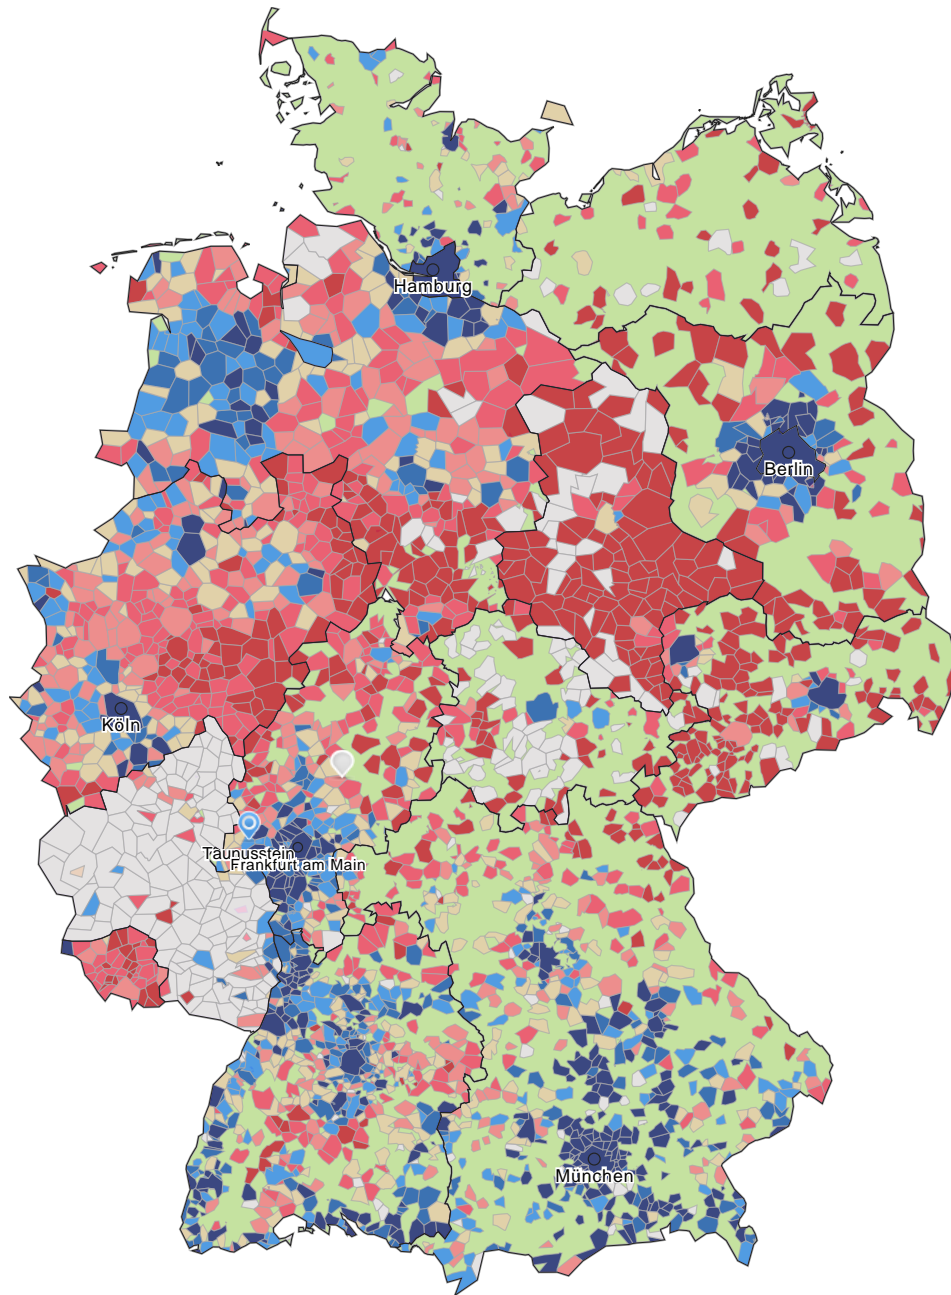 Hamburg
Berlin
Köln
Taunusstein
Frankfurt am Main
München